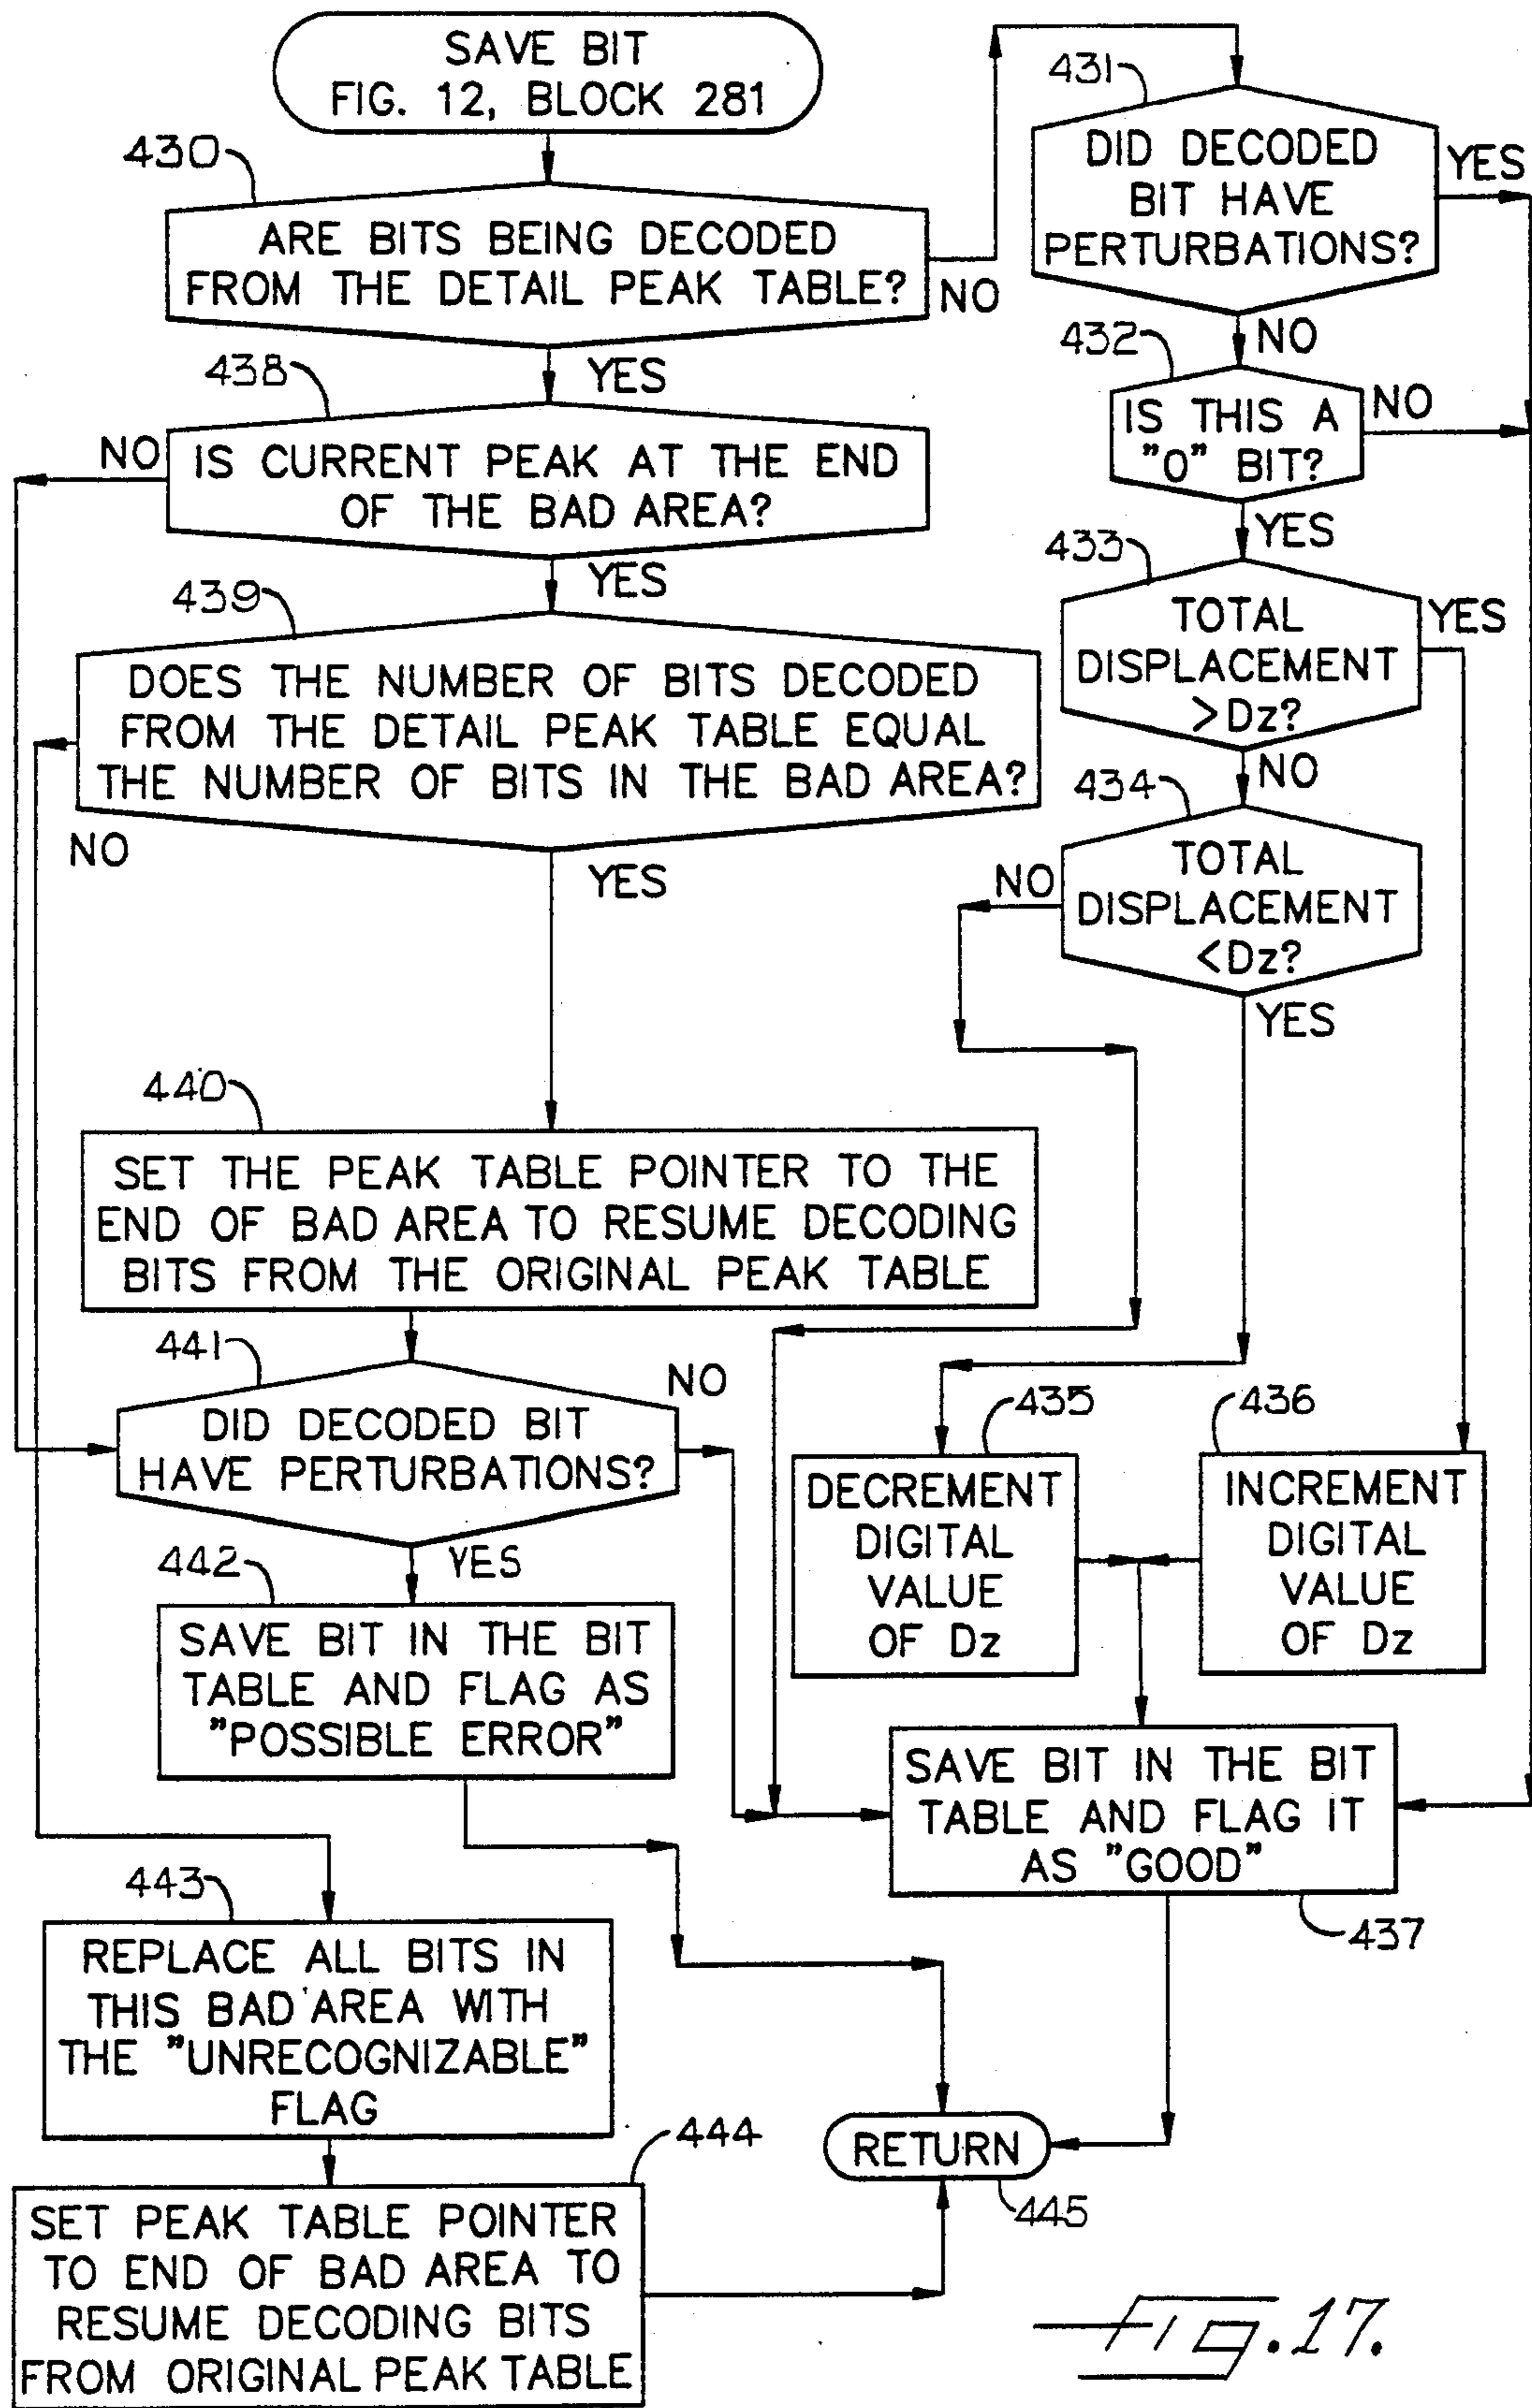 SAVE BIT
FIG. 12, BLOCK 281
430
ARE BITS BEING DECODED
FROM THE DETAIL PEAK TABLE?
NO
YES
431
DID DECODED
BIT HAVE
PERTURBATIONS?
YES
NO
432
IS THIS A
"0" BIT?
NO
YES
433
TOTAL
DISPLACEMENT
>Dz?
YES
NO
434
TOTAL
DISPLACEMENT
<Dz?
NO
YES
438
NO
IS CURRENT PEAK AT THE END
OF THE BAD AREA?
YES
439
DOES THE NUMBER OF BITS DECODED
FROM THE DETAIL PEAK TABLE EQUAL
THE NUMBER OF BITS IN THE BAD AREA?
NO
YES
440
SET THE PEAK TABLE POINTER TO THE
END OF BAD AREA TO RESUME DECODING
BITS FROM THE ORIGINAL PEAK TABLE
441
NO
DID DECODED BIT
HAVE PERTURBATIONS?
YES
435
DECREMENT
DIGITAL
VALUE
OF Dz
436
INCREMENT
DIGITAL
VALUE
OF Dz
442
SAVE BIT IN THE BIT
TABLE AND FLAG AS
"POSSIBLE ERROR"
SAVE BIT IN THE BIT
TABLE AND FLAG IT
AS "GOOD"
437
443
REPLACE ALL BITS IN
THIS BAD AREA WITH
THE "UNRECOGNIZABLE"
FLAG
444
SET PEAK TABLE POINTER
TO END OF BAD AREA TO
RESUME DECODING BITS
FROM ORIGINAL PEAK TABLE
RETURN
445
Fig. 17.